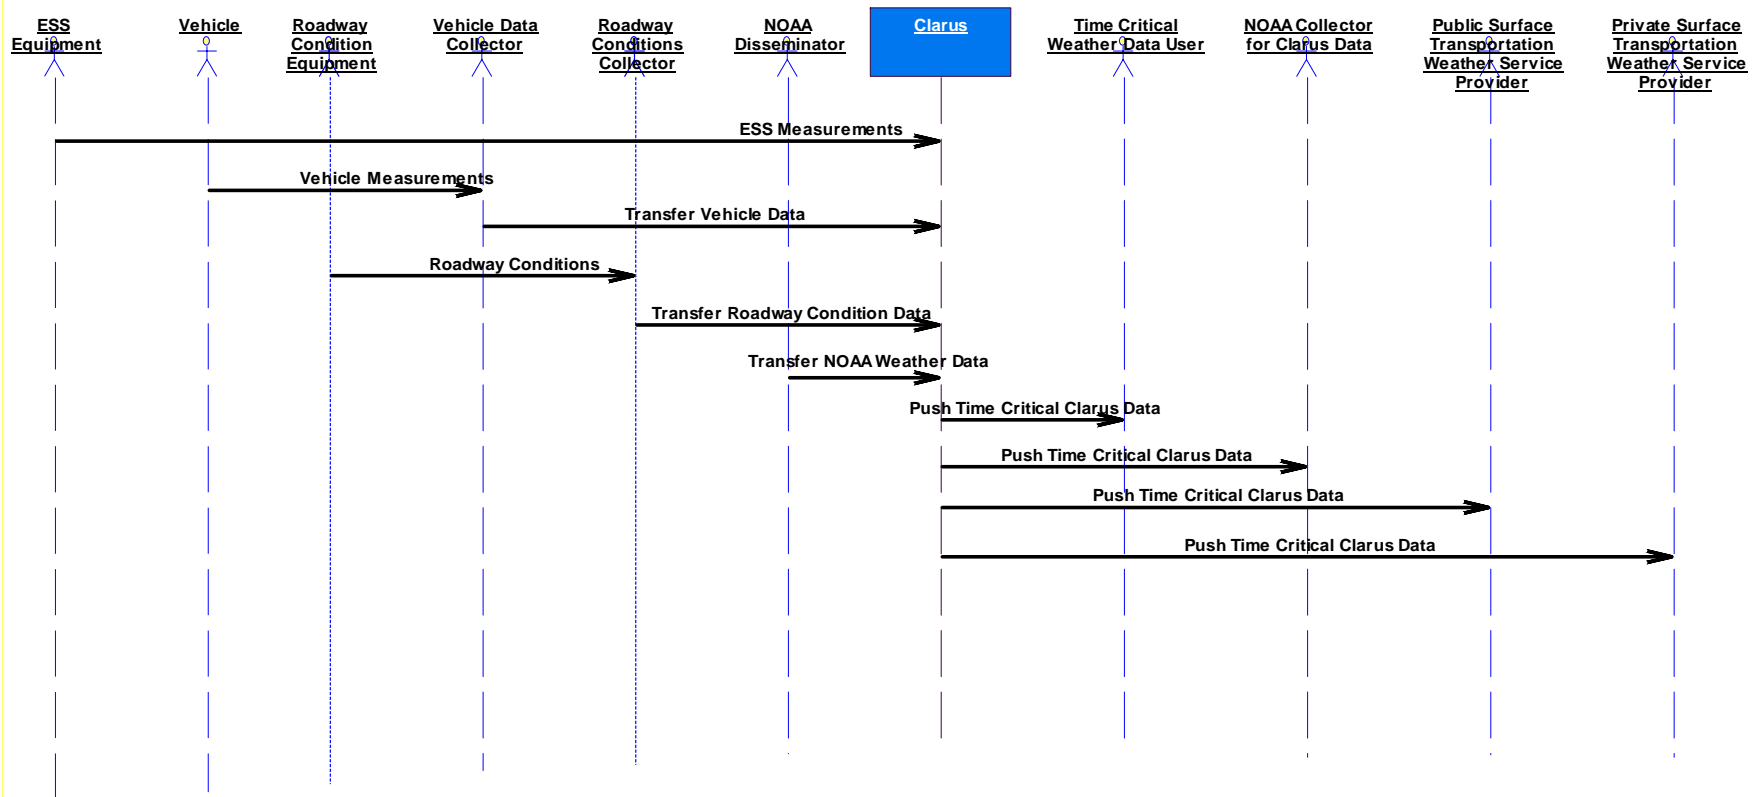 ESS
Equipment
Vehicle
Roadway
Condition
Equipment
Vehicle Data
Collector
Roadway
Conditions
Collector
NOAA
Disseminator
Clarus
Time Critical
Weather Data User
NOAA Collector
for Clarus Data
Public Surface
Transportation
Weather Service
Provider
Private Surface
Transportation
Weather Service
Provider
ESS Measurements
Vehicle Measurements
Transfer Vehicle Data
Roadway Conditions
Transfer Roadway Condition Data
Transfer NOAA Weather Data
Push Time Critical Clarus Data
Push Time Critical Clarus Data
Push Time Critical Clarus Data
Push Time Critical Clarus Data